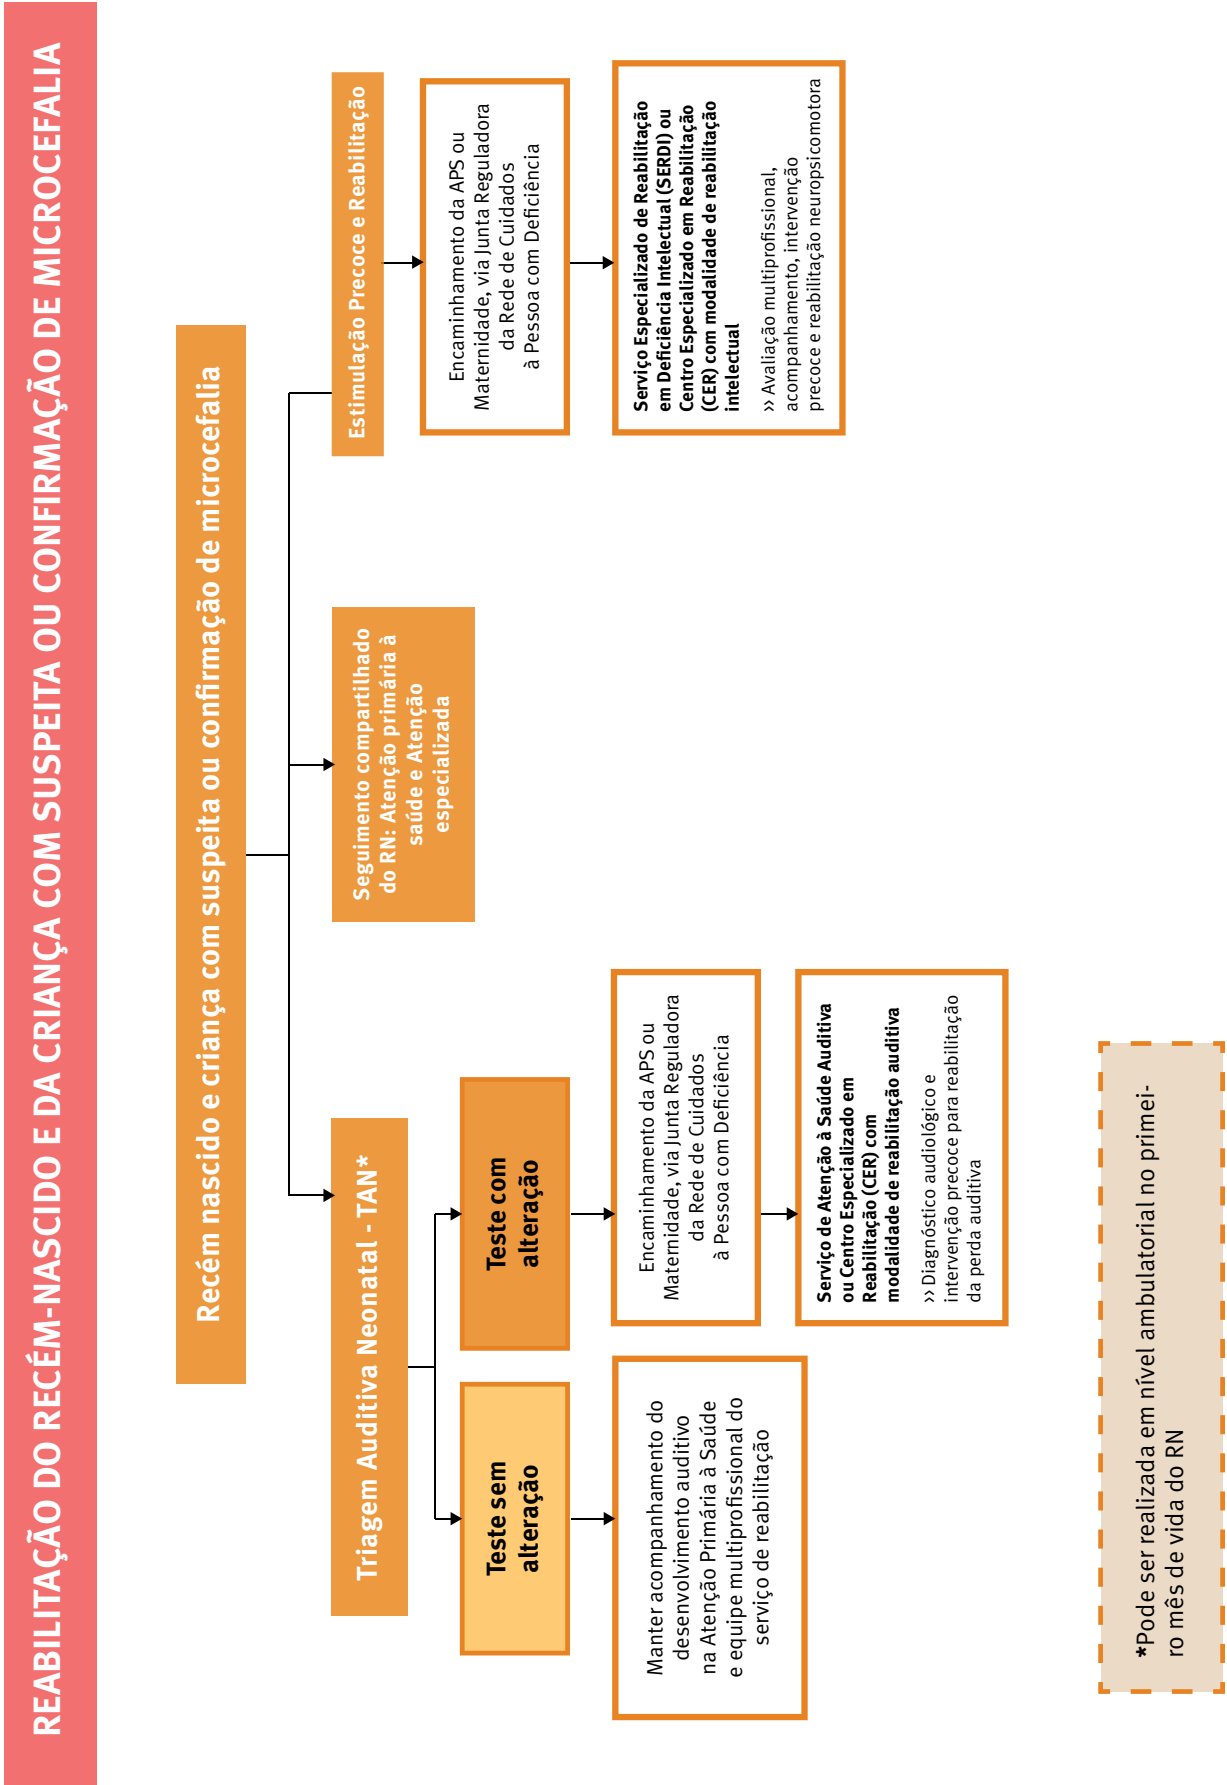 REABILITAÇÃO DO RECÉM-NASCIDO E DA CRIANÇA COM SUSPEITA OU CONFIRMAÇÃO DE MICROCEFALIA
Recém nascido e criança com suspeita ou confirmação de microcefalia
Triagem Auditiva Neonatal - TAN*
Teste sem
alteração
Manter acompanhamento do
desenvolvimento auditivo
na Atenção Primária à Saúde
e equipe multiprofissional do
serviço de reabilitação
Teste com
alteração
Encaminhamento da APS ou
Maternidade, via Junta Reguladora
da Rede de Cuidados
à Pessoa com Deficiência
Serviço de Atenção à Saúde Auditiva
ou Centro Especializado em
Reabilitação (CER) com
modalidade de reabilitação auditiva
›› Diagnóstico audiológico e
intervenção precoce para reabilitação
da perda auditiva
Seguimento compartilhado
do RN: Atenção primária à
saúde e Atenção
especializada
Estimulação Precoce e Reabilitação
Encaminhamento da APS ou
Maternidade, via Junta Reguladora
da Rede de Cuidados
à Pessoa com Deficiência
Serviço Especializado de Reabilitação
em Deficiência Intelectual (SERDI) ou
Centro Especializado em Reabilitação
(CER) com modalidade de reabilitação
intelectual
›› Avaliação multiprofissional,
acompanhamento, intervenção
precoce e reabilitação neuropsicomotora
*Pode ser realizada em nível ambulatorial no primei-
ro mês de vida do RN